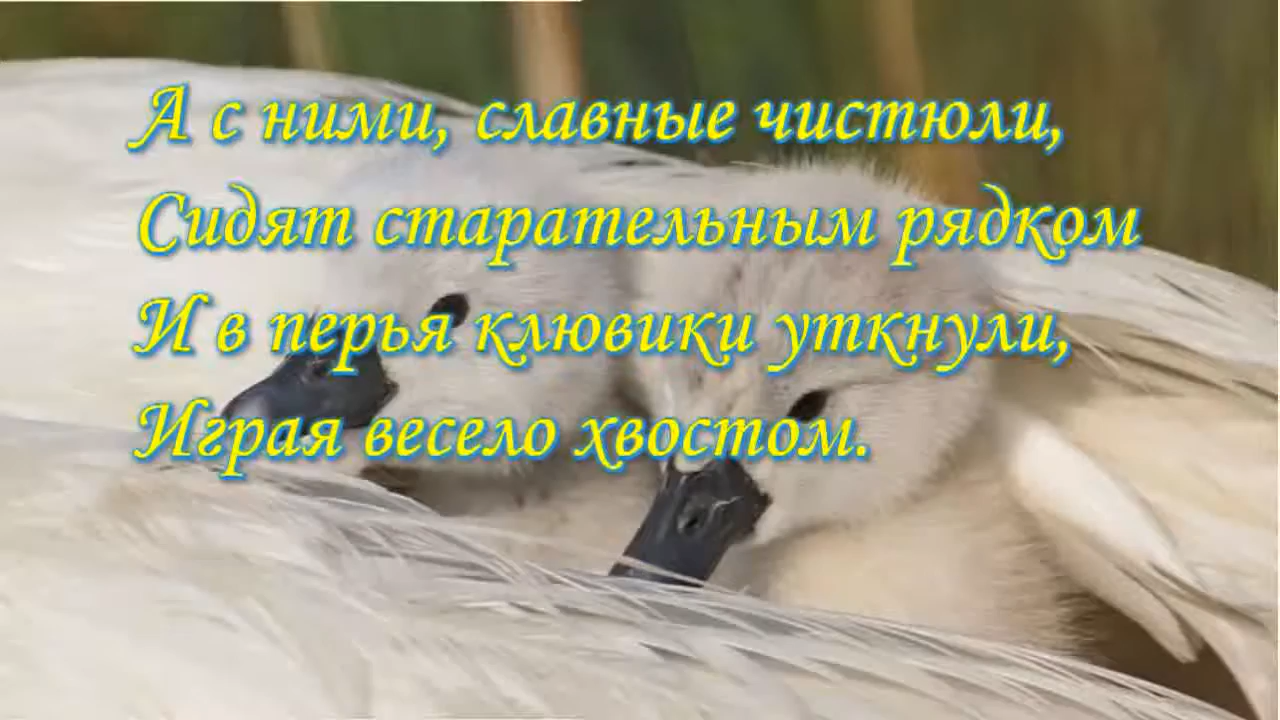 А с ними, славные чистюли,
Сидят старательным рядком
И в перья клювики уткнули,
Играя весело хвостом.